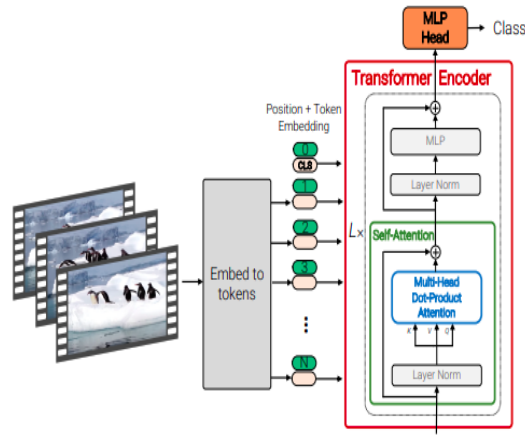 MLP
Head
Class
Transformer Encoder
Position + Token
Embedding
0
CLS
1
2
3
N
Embed to
tokens
L×
MLP
Layer Norm
Self-Attention
Multi-Head
Dot-Product
Attention
K V Q
Layer Norm